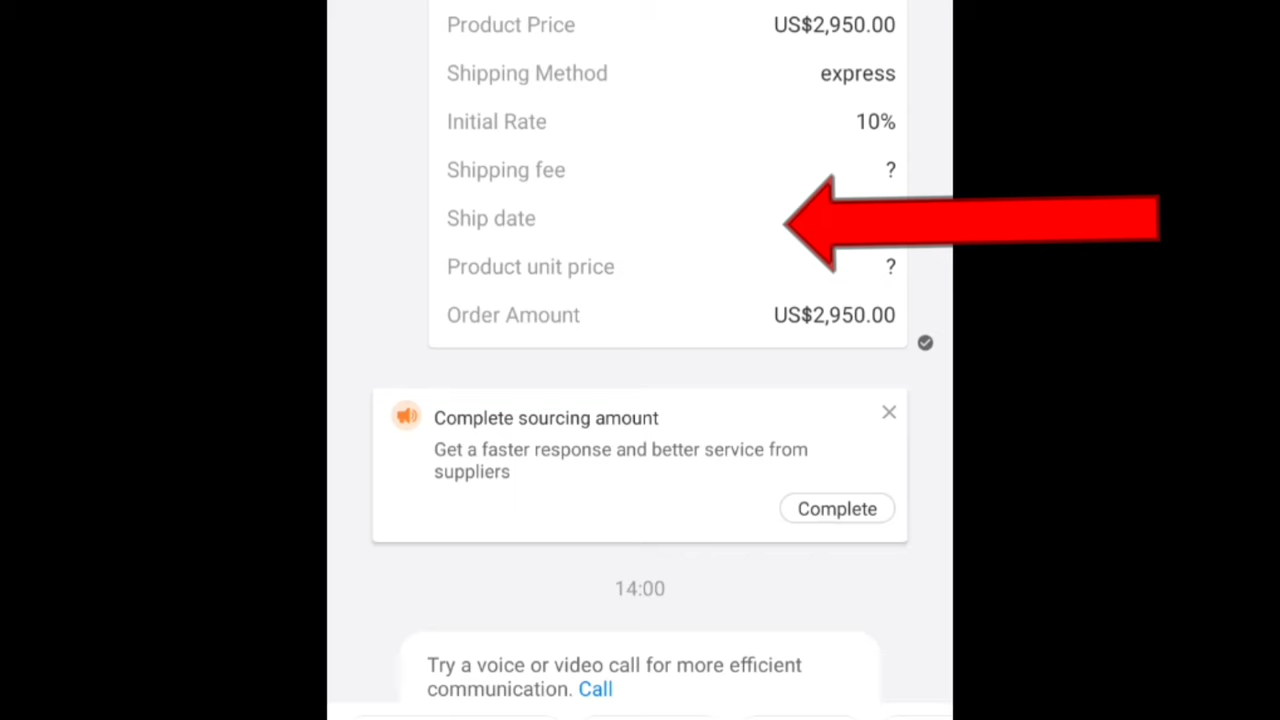 Product Price US$2,950.00
Shipping Method express
Initial Rate 10%
Shipping fee ?
Ship date
Product unit price ?
Order Amount US$2,950.00
Complete sourcing amount
Get a faster response and better service from
suppliers
Complete
14:00
Try a voice or video call for more efficient
communication. Call